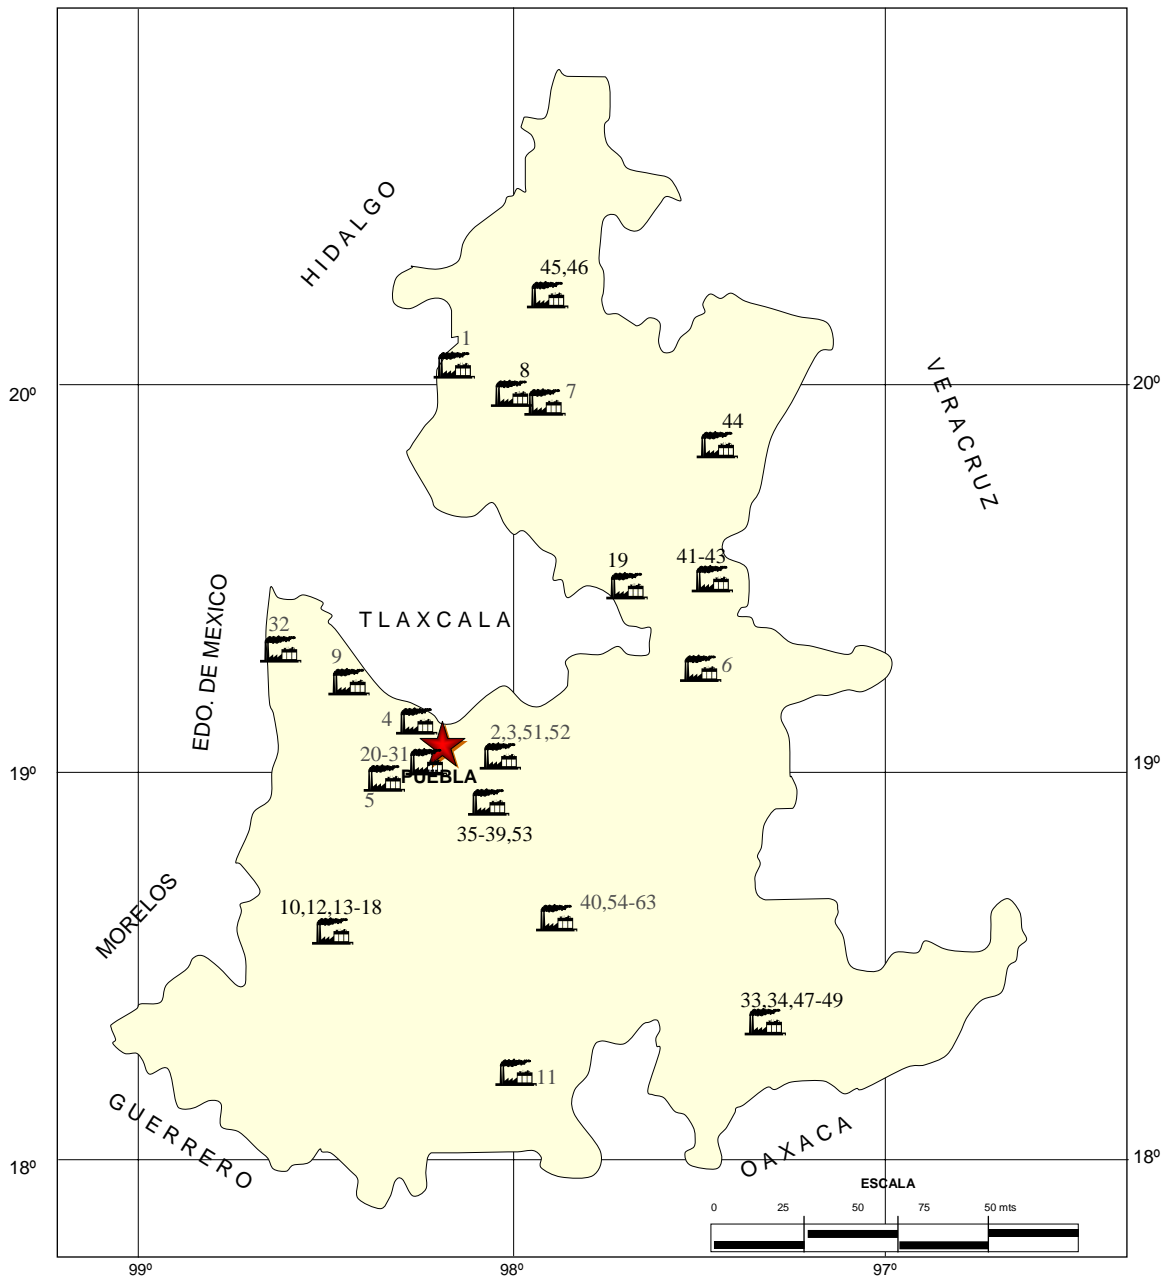 HIDALGO
45,46
1
8
7
20º
20º
VERACRUZ
44
19
41-43
EDO. DE MEXICO
TLAXCALA
32
9
6
4
2,3,51,52
20-31
PUEBLA
19º
19º
5
35-39,53
MORELOS
10,12,13-18
40,54-63
33,34,47-49
11
GUERRERO
OAXACA
18º
18º
ESCALA
0 25 50 75 50 mts
99º 98º 97º